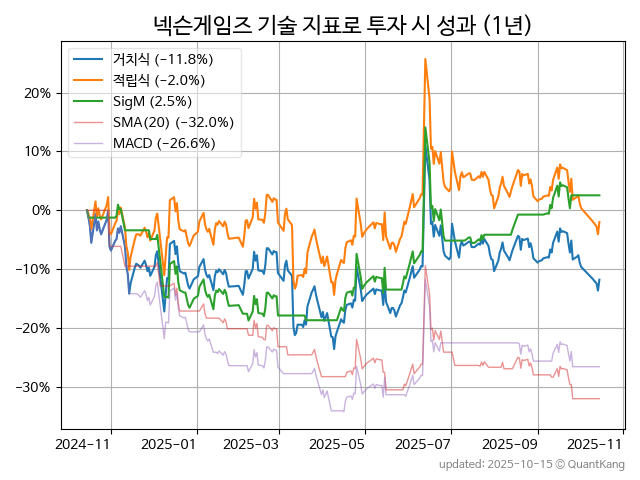 넥슨게임즈 기술 지표로 투자 시 성과 (1년)
거치식 (−11.8%)
적립식 (−2.0%)
SigM (2.5%)
SMA(20) (−32.0%)
MACD (−26.6%)
20%
10%
0%
−10%
−20%
−30%
2024-11 2025-01 2025-03 2025-05 2025-07 2025-09 2025-11
updated: 2025-10-15 © QuantKang